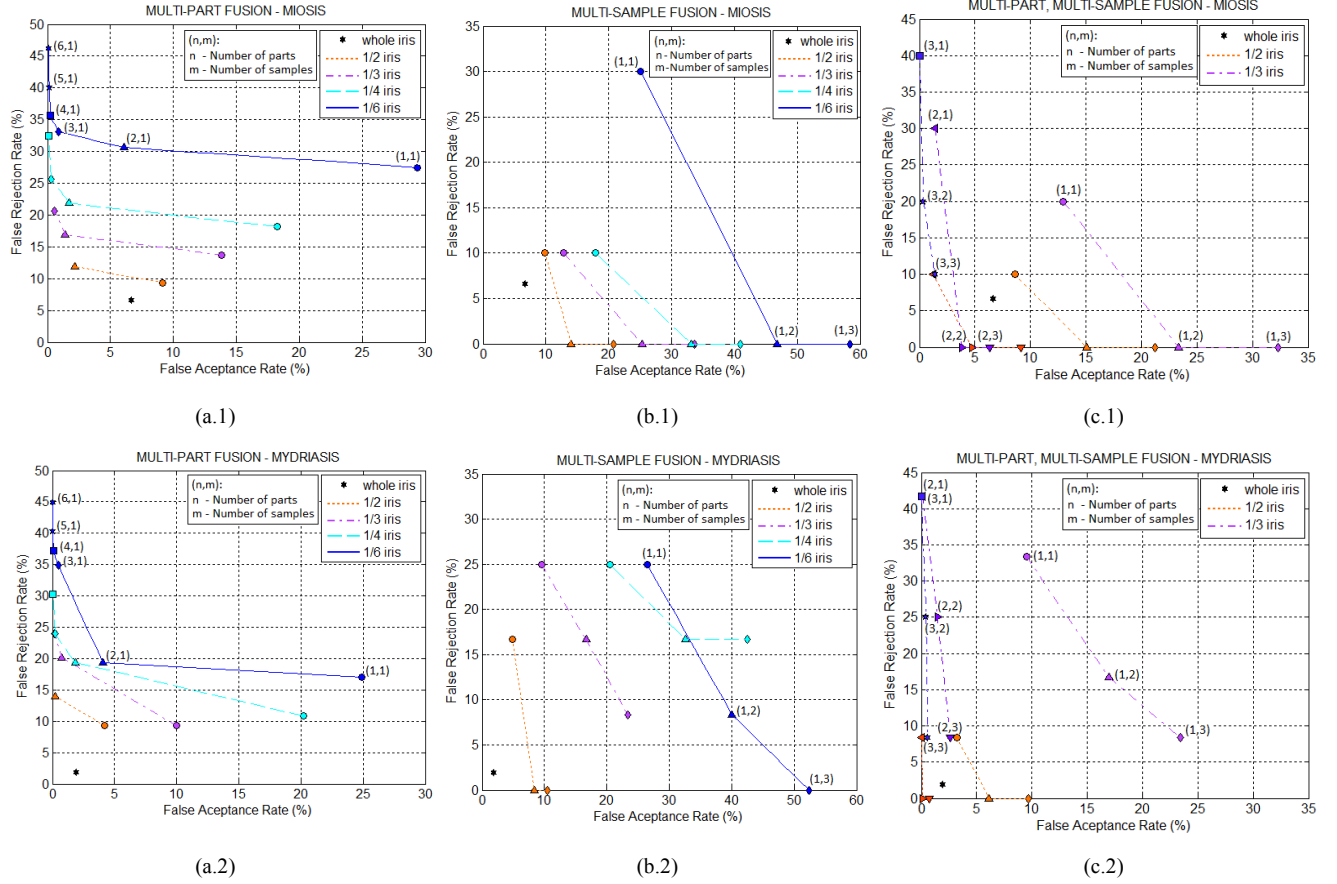 MULTI-PART FUSION - MIOSIS
False Rejection Rate (%)
50
45
40
35
30
25
20
15
10
5
0
(6,1)
(5,1)
(4,1)
(3,1)
(2,1)
(1,1)
(n,m):
n - Number of parts
m - Number of samples
whole iris
1/2 iris
1/3 iris
1/4 iris
1/6 iris
0 5 10 15 20 25 30
False Aceptance Rate (%)
(a.1)
MULTI-SAMPLE FUSION - MIOSIS
False Rejection Rate (%)
35
30
25
20
15
10
5
0
(1,1)
(1,2)
(1,3)
(n,m):
n - Number of parts
m - Number of samples
whole iris
1/2 iris
1/3 iris
1/4 iris
1/6 iris
0 10 20 30 40 50 60
False Aceptance Rate (%)
(b.1)
MULTI-PART, MULTI-SAMPLE FUSION - MIOSIS
False Rejection Rate (%)
45
40
35
30
25
20
15
10
5
0
(3,1)
(2,1)
(3,2)
(1,1)
(3,3)
(2,2)
(2,3)
(1,2)
(1,3)
(n,m):
n - Number of parts
m - Number of samples
whole iris
1/2 iris
1/3 iris
0 5 10 15 20 25 30 35
False Aceptance Rate (%)
(c.1)
MULTI-PART FUSION - MYDRIASIS
False Rejection Rate (%)
50
45
40
35
30
25
20
15
10
5
0
(6,1)
(5,1)
(4,1)
(3,1)
(2,1)
(1,1)
(n,m):
n - Number of parts
m - Number of samples
whole iris
1/2 iris
1/3 iris
1/4 iris
1/6 iris
0 5 10 15 20 25 30
False Aceptance Rate (%)
(a.2)
MULTI-SAMPLE FUSION - MYDRIASIS
False Rejection Rate (%)
35
30
25
20
15
10
5
0
(1,1)
(1,2)
(1,3)
(n,m):
n - Number of parts
m - Number of samples
whole iris
1/2 iris
1/3 iris
1/4 iris
1/6 iris
0 10 20 30 40 50 60
False Aceptance Rate (%)
(b.2)
MULTI-PART, MULTI-SAMPLE FUSION - MYDRIASIS
False Rejection Rate (%)
45
40
35
30
25
20
15
10
5
0
(2,1)
(3,1)
(1,1)
(2,2)
(3,2)
(1,2)
(2,3)
(3,3)
(1,3)
(n,m):
n - Number of parts
m - Number of samples
whole iris
1/2 iris
1/3 iris
0 5 10 15 20 25 30 35
False Aceptance Rate (%)
(c.2)